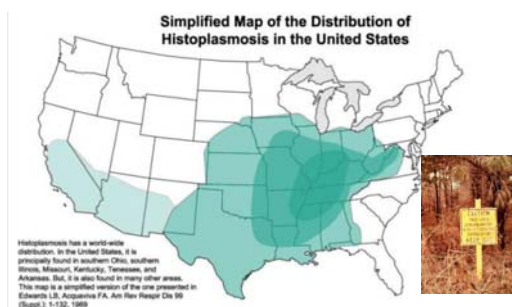 Simplified Map of the Distribution of
Histoplasmosis in the United States
Histoplasmosis has a world-wide
distribution. In the United States, it is
principally found in southern Ohio, southern
Illinois, Missouri, Kentucky, Tenessee, and
Arkansas. But, it is also found in many other areas.
This map is a simplified version of the one presented in
Edwards LB, Acquaviva FA. Am Rev Respir Dis 99
(Suppl.): 1-132, 1969
CAUTION